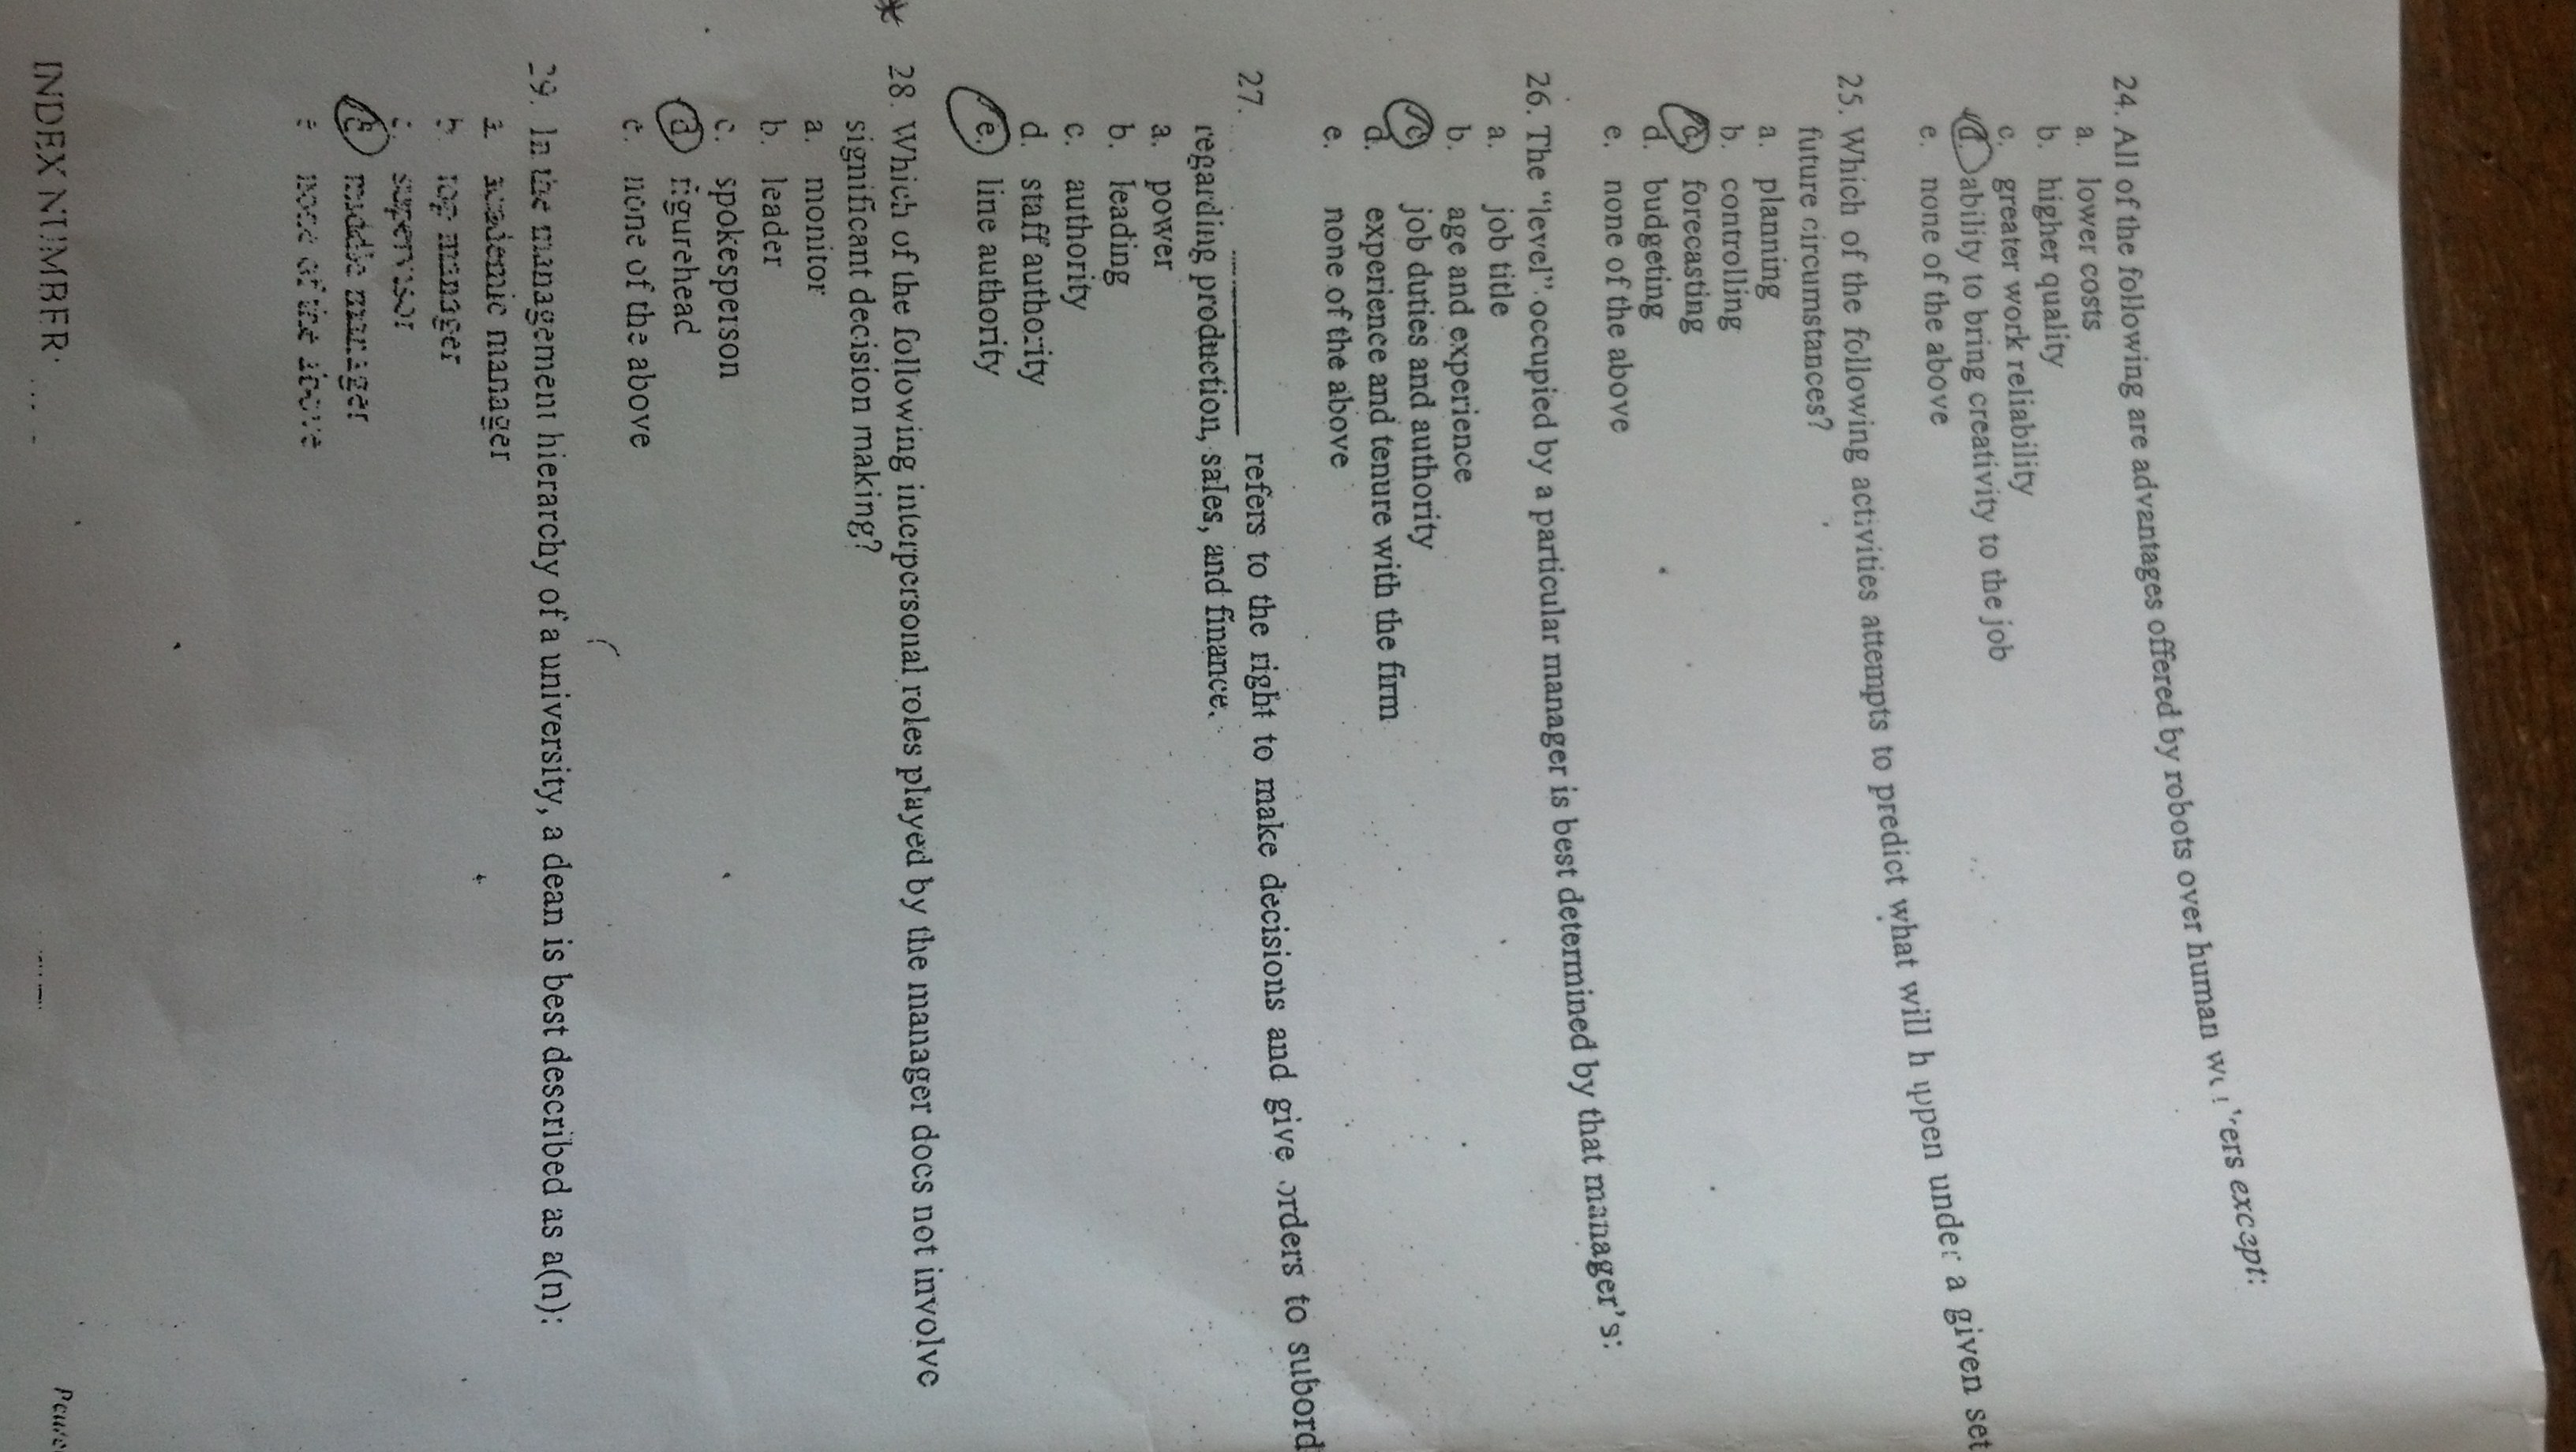 24. All of the following are advantages offered by robots over human except:
a. lower costs
b. higher quality
c. greater work reliability
d. ability to bring creativity to the job
e. none of the above
25. Which of the following activities attempts to predict what will happen under a given set
future circumstances?
a. planning
b. controlling
c. forecasting
d. budgeting
e. none of the above
26. The “level” occupied by a particular manager is best determined by that manager’s:
a. job title
b. age and experience
c. job duties and authority
d. experience and tenure with the firm
e. none of the above
27. __________ refers to the right to make decisions and give orders to subord
regarding production, sales, and finance.
a. power
b. leading
c. authority
d. staff authority
e. line authority
28. Which of the following interpersonal roles played by the manager does not involve
significant decision making?
a. monitor
b. leader
c. spokesperson
d. figurehead
e. none of the above
29. In the management hierarchy of a university, a dean is best described as a(n):
a. academic manager
b. top manager
c. supervisor
d. middle manager
e. none of the above
INDEX NUMBER: